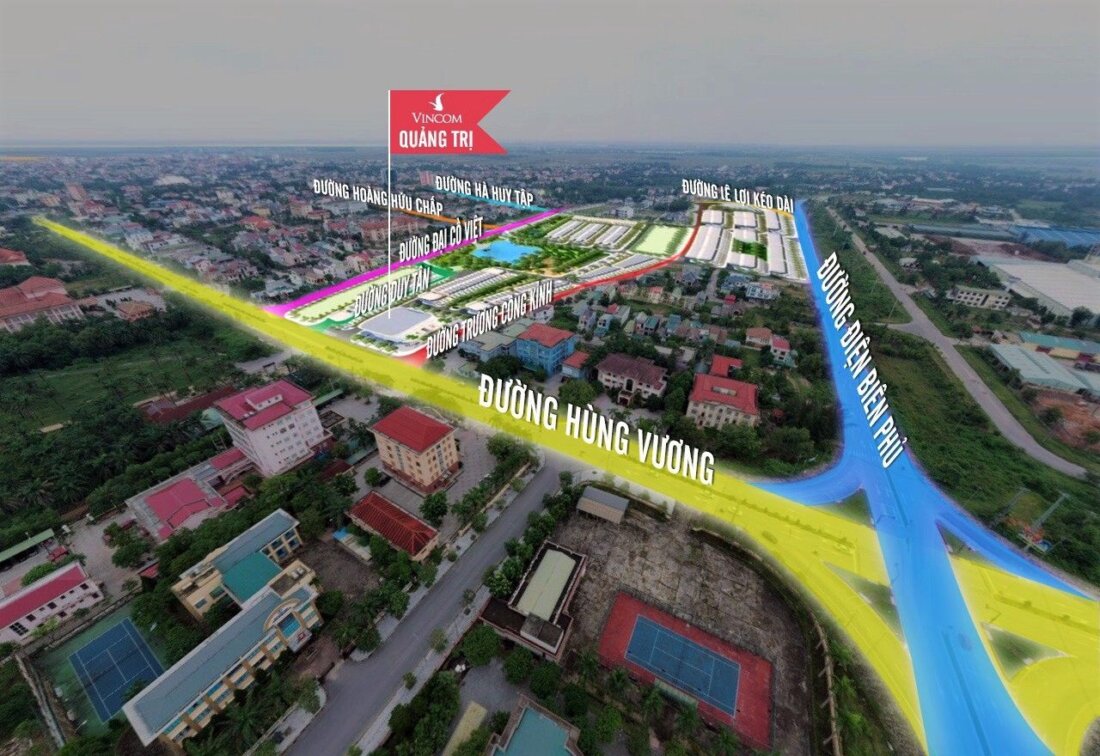 VINCOM
QUẢNG TRỊ
ĐƯỜNG HOÀNG HỮU CHẤP
ĐƯỜNG HÀ HUY TẬP
ĐƯỜNG LÊ LỢI KÉO DÀI
ĐƯỜNG ĐẠI CỒ VIỆT
ĐƯỜNG DUY TÂN
ĐƯỜNG TRƯƠNG CÔNG KỈNH
ĐƯỜNG ĐIỆN BIÊN PHỦ
ĐƯỜNG HÙNG VƯƠNG